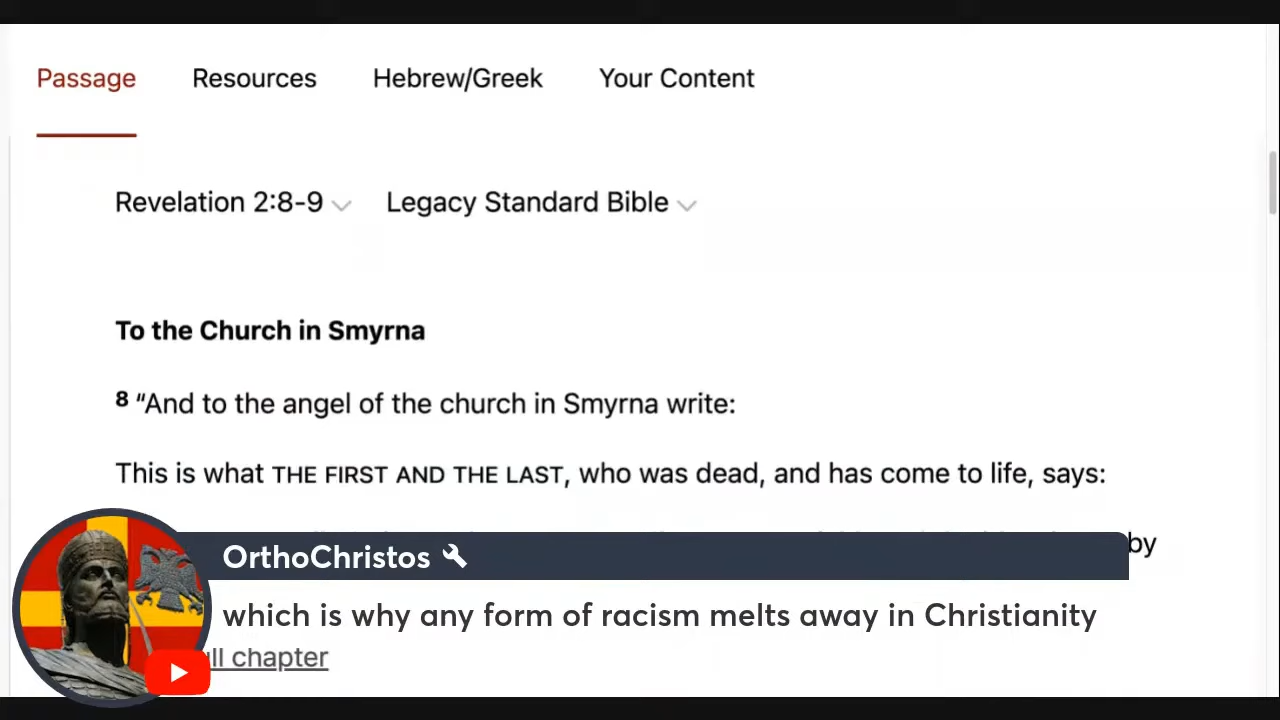 Passage Resources Hebrew/Greek Your Content
Revelation 2:8-9 Legacy Standard Bible
To the Church in Smyrna
8 “And to the angel of the church in Smyrna write:
This is what THE FIRST AND THE LAST, who was dead, and has come to life, says:
by
OrthoChristos
which is why any form of racism melts away in Christianity
chapter